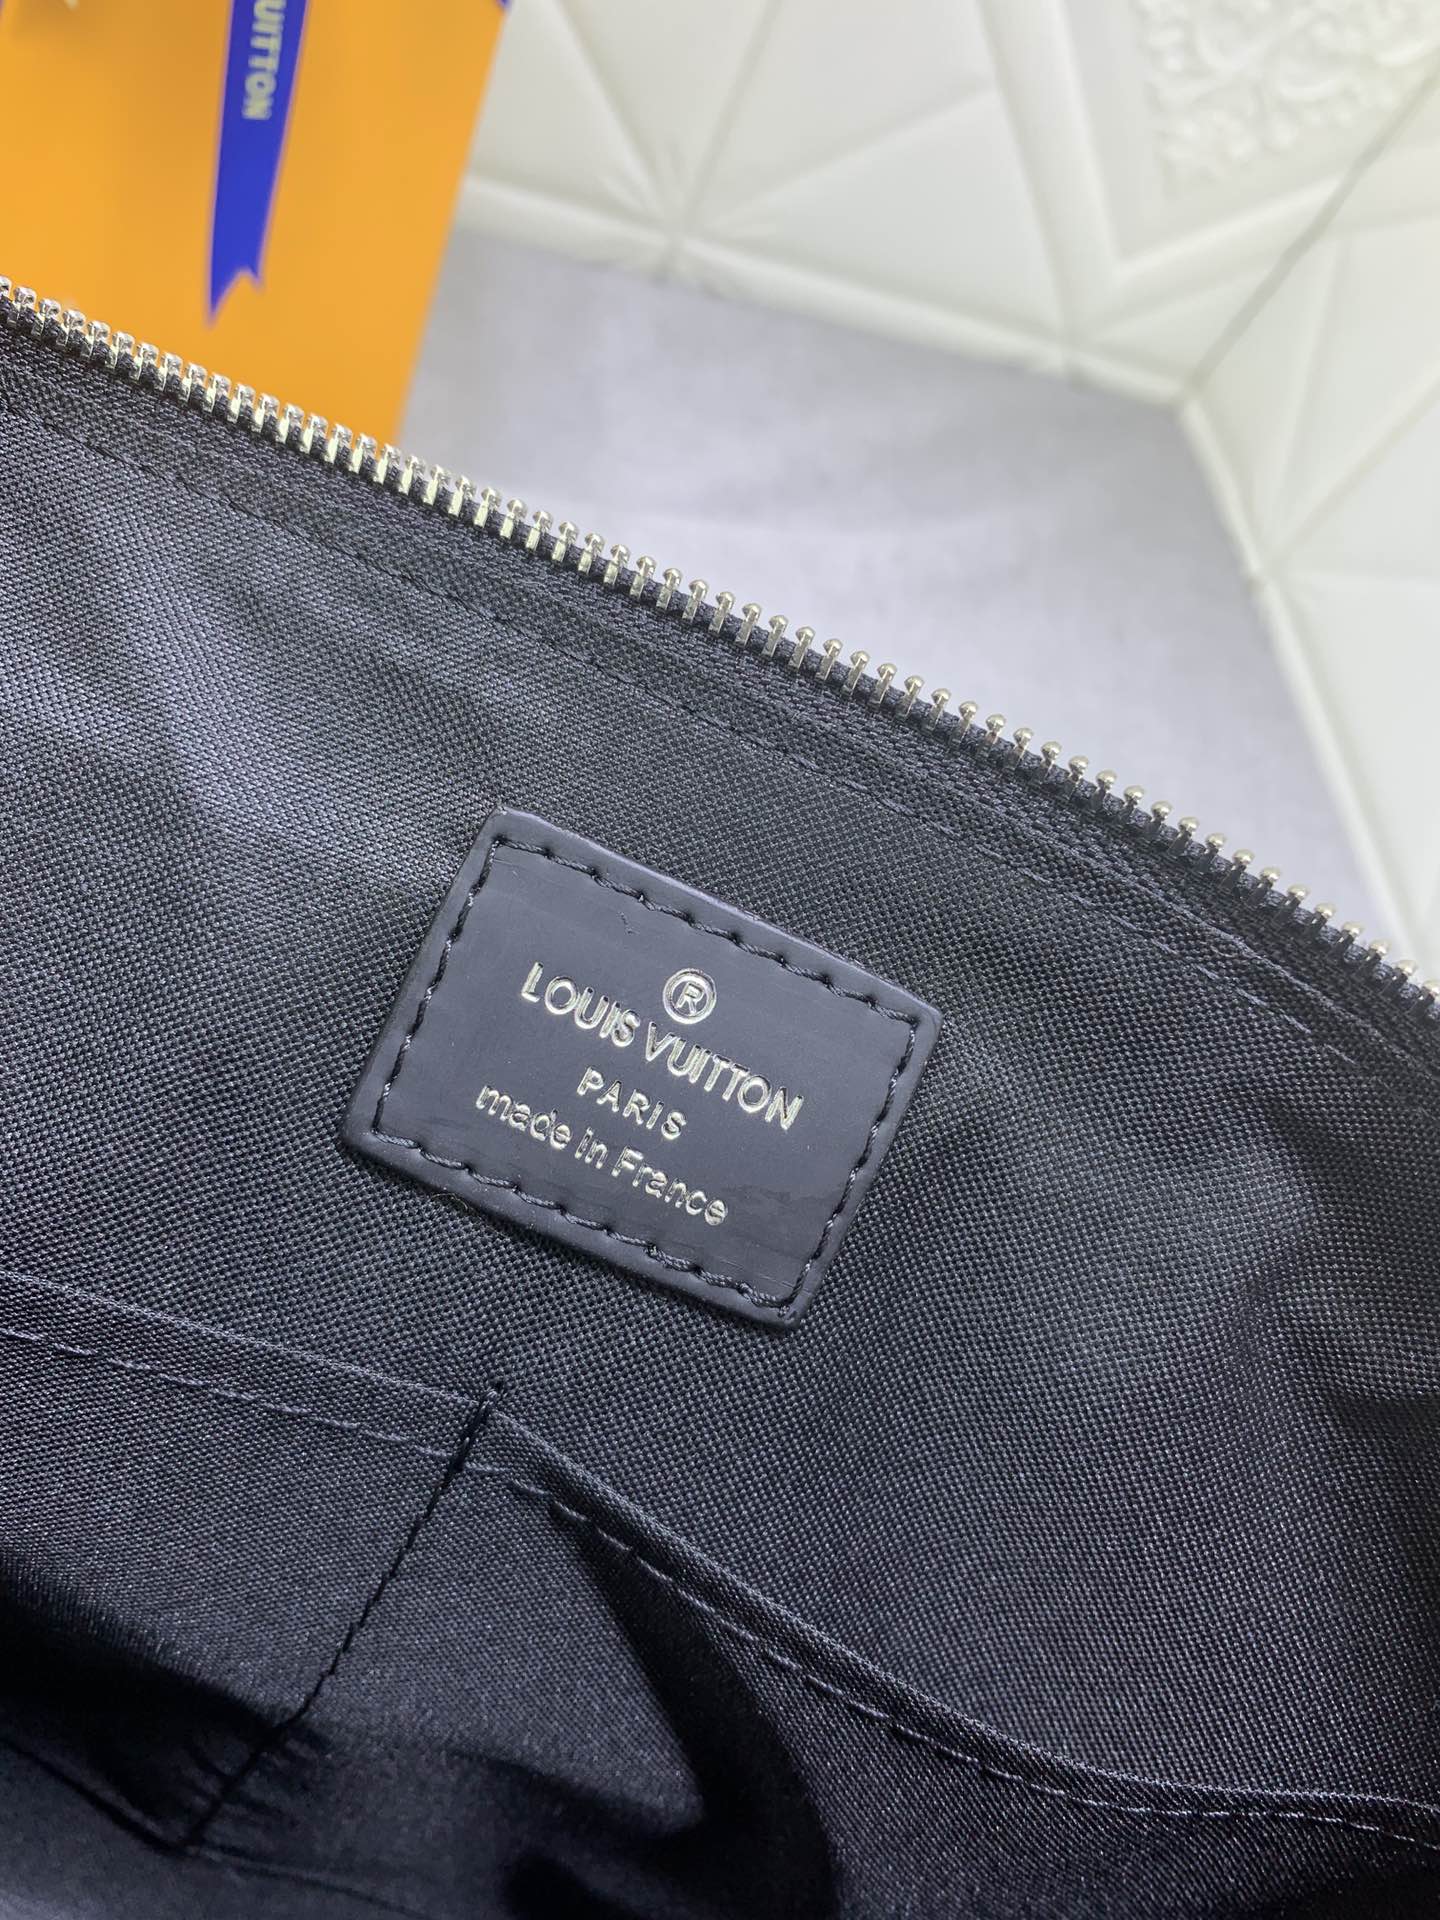 UITTON
®
LOUIS VUITTON
PARIS
made in France